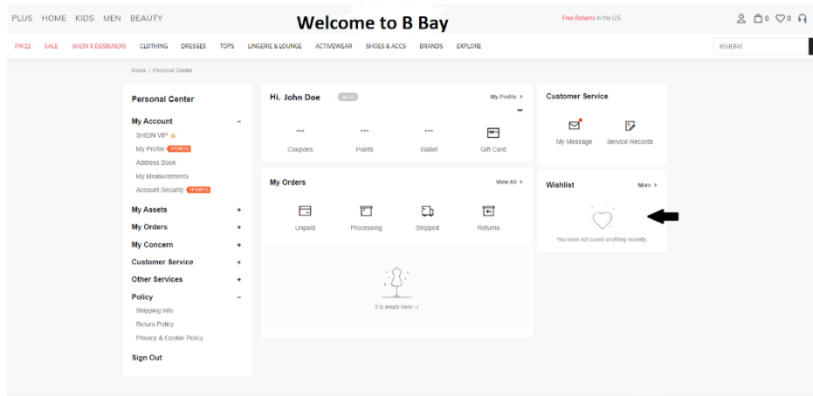 PLUS HOME KIDS MEN BEAUTY
Welcome to B Bay
Free Returns in the U.S.
0
0
FW22 SALE SHEIN X DESIGNERS CLOTHING DRESSES TOPS LINGERIE & LOUNGE ACTIVEWEAR SHOES & ACCS BRANDS EXPLORE
#SHEINX
Home / Personal Center
Personal Center
My Account -
SHEIN VIP
My Profile +POINTS
Address Book
My Measurements
Account Security +POINTS
My Assets +
My Orders +
My Concern +
Customer Service +
Other Services +
Policy -
Shipping Info
Return Policy
Privacy & Cookie Policy
Sign Out
Hi, John Doe
My Profile >
Coupons
Points
Wallet
Gift Card
My Orders
View All >
Unpaid
Processing
Shipped
Returns
It is empty here :-(
Customer Service
My Message
Service Records
Wishlist
More >
You have not saved anything recently